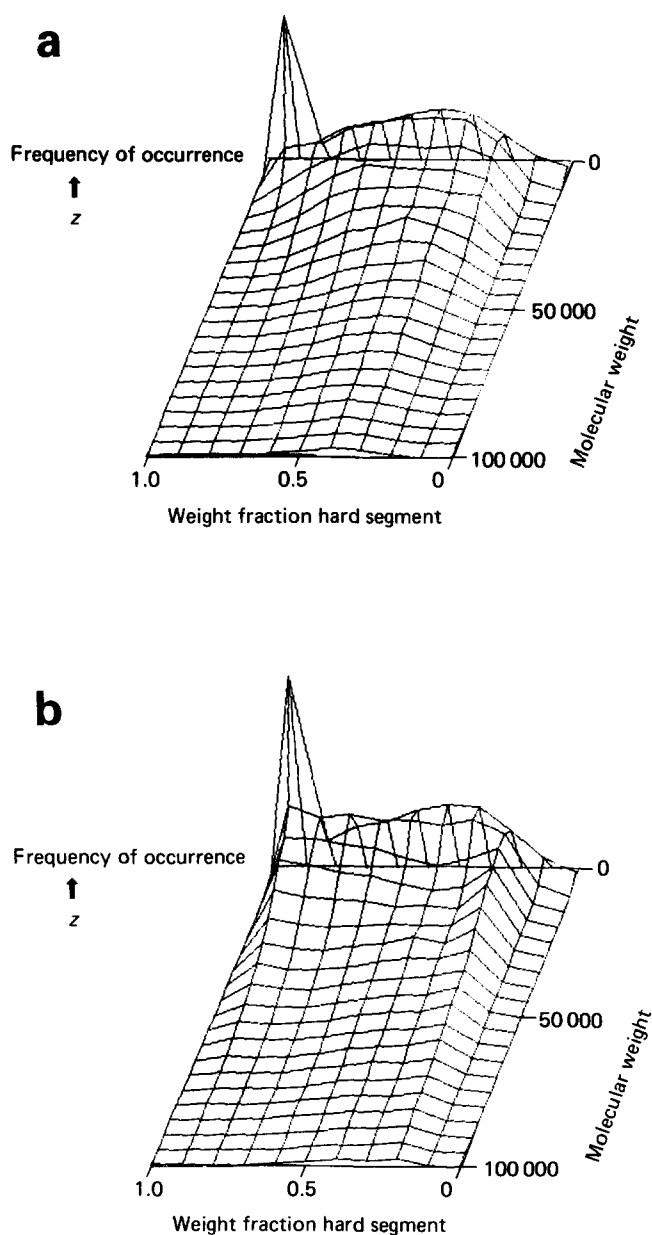 a
Frequency of occurrence
z
0
50 000
100 000
Molecular weight
1.0
0.5
0
Weight fraction hard segment
b
Frequency of occurrence
z
0
50 000
100 000
Molecular weight
1.0
0.5
0
Weight fraction hard segment